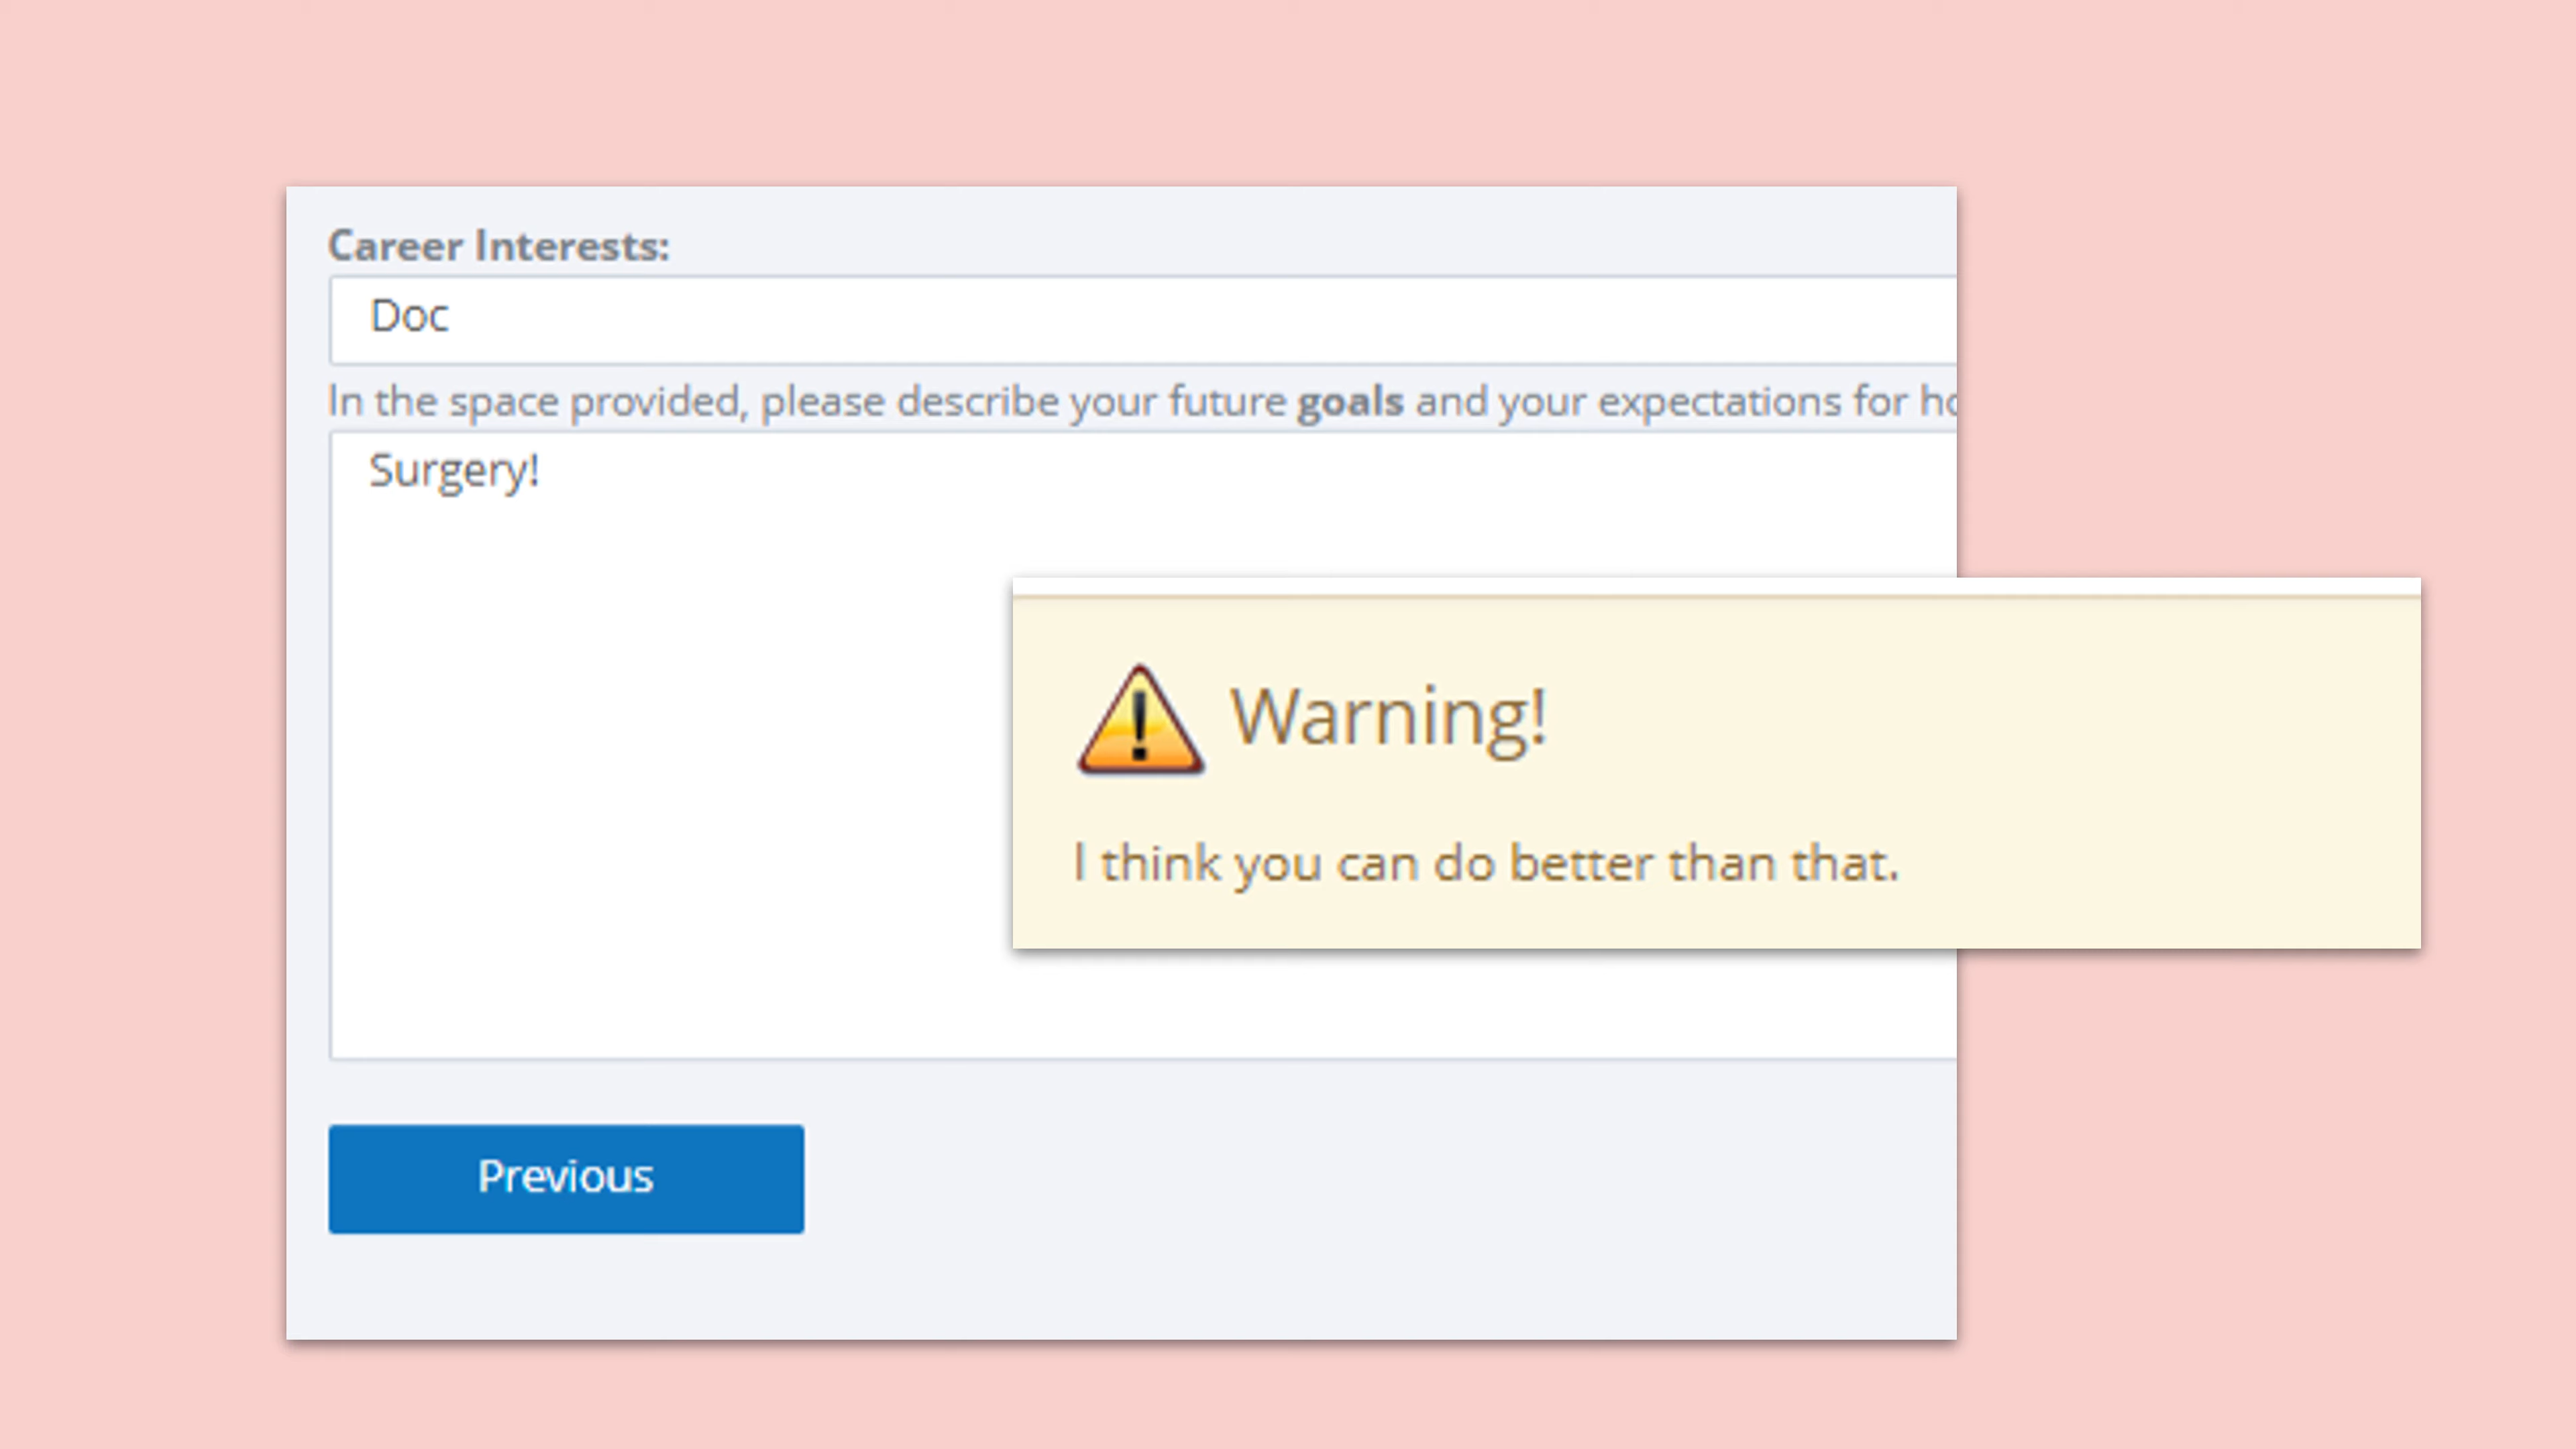 Career Interests:
Doc
In the space provided, please describe your future goals and your expectations for
Surgery!
Warning!
I think you can do better than that.
Previous